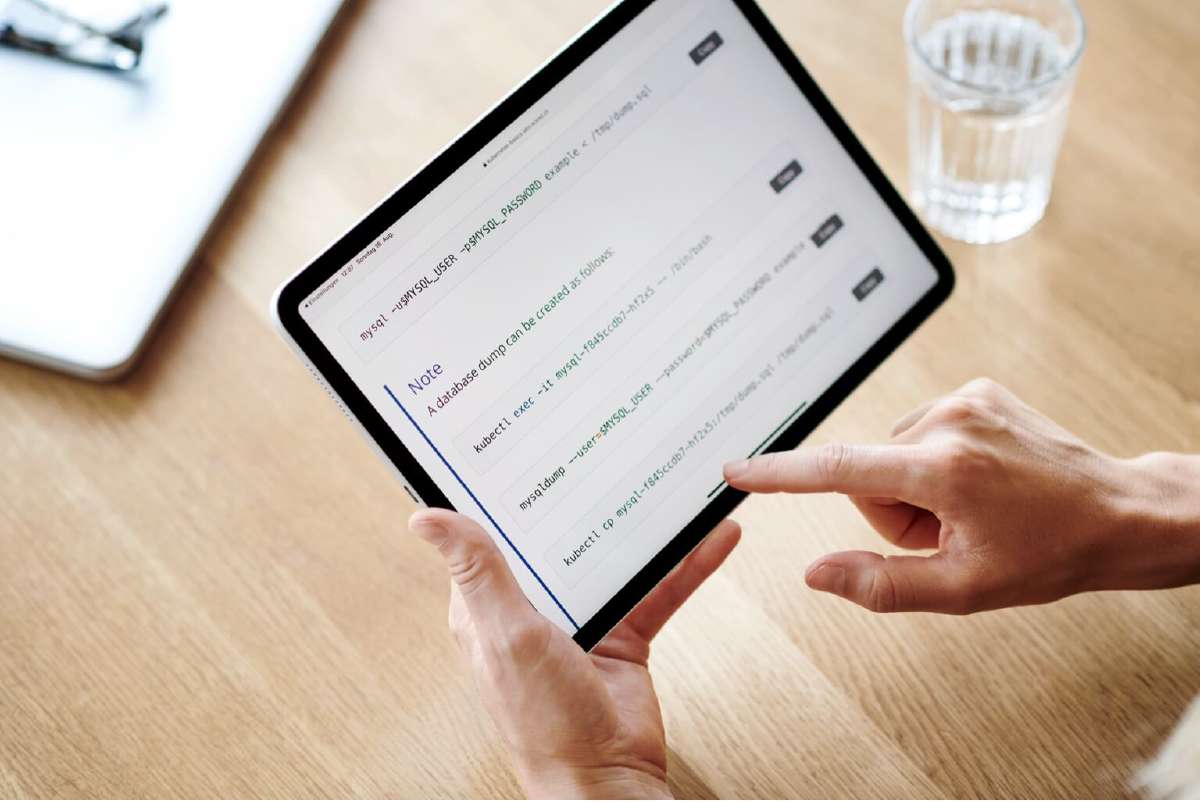 ◂ Einstellungen 12:07 Sonntag 16. Aug.
mysql -u$MYSQL_USER -p$MYSQL_PASSWORD example < /tmp/dump.sql
Copy
Note
A database dump can be created as follows:
kubectl exec -it mysql-f845ccdb7-hf2x5 -- /bin/bash
Copy
mysqldump --user=$MYSQL_USER --password=$MYSQL_PASSWORD example
Copy
kubectl cp mysql-f845ccdb7-hf2x5:/tmp/dump.sql /tmp/dump.sql
Copy